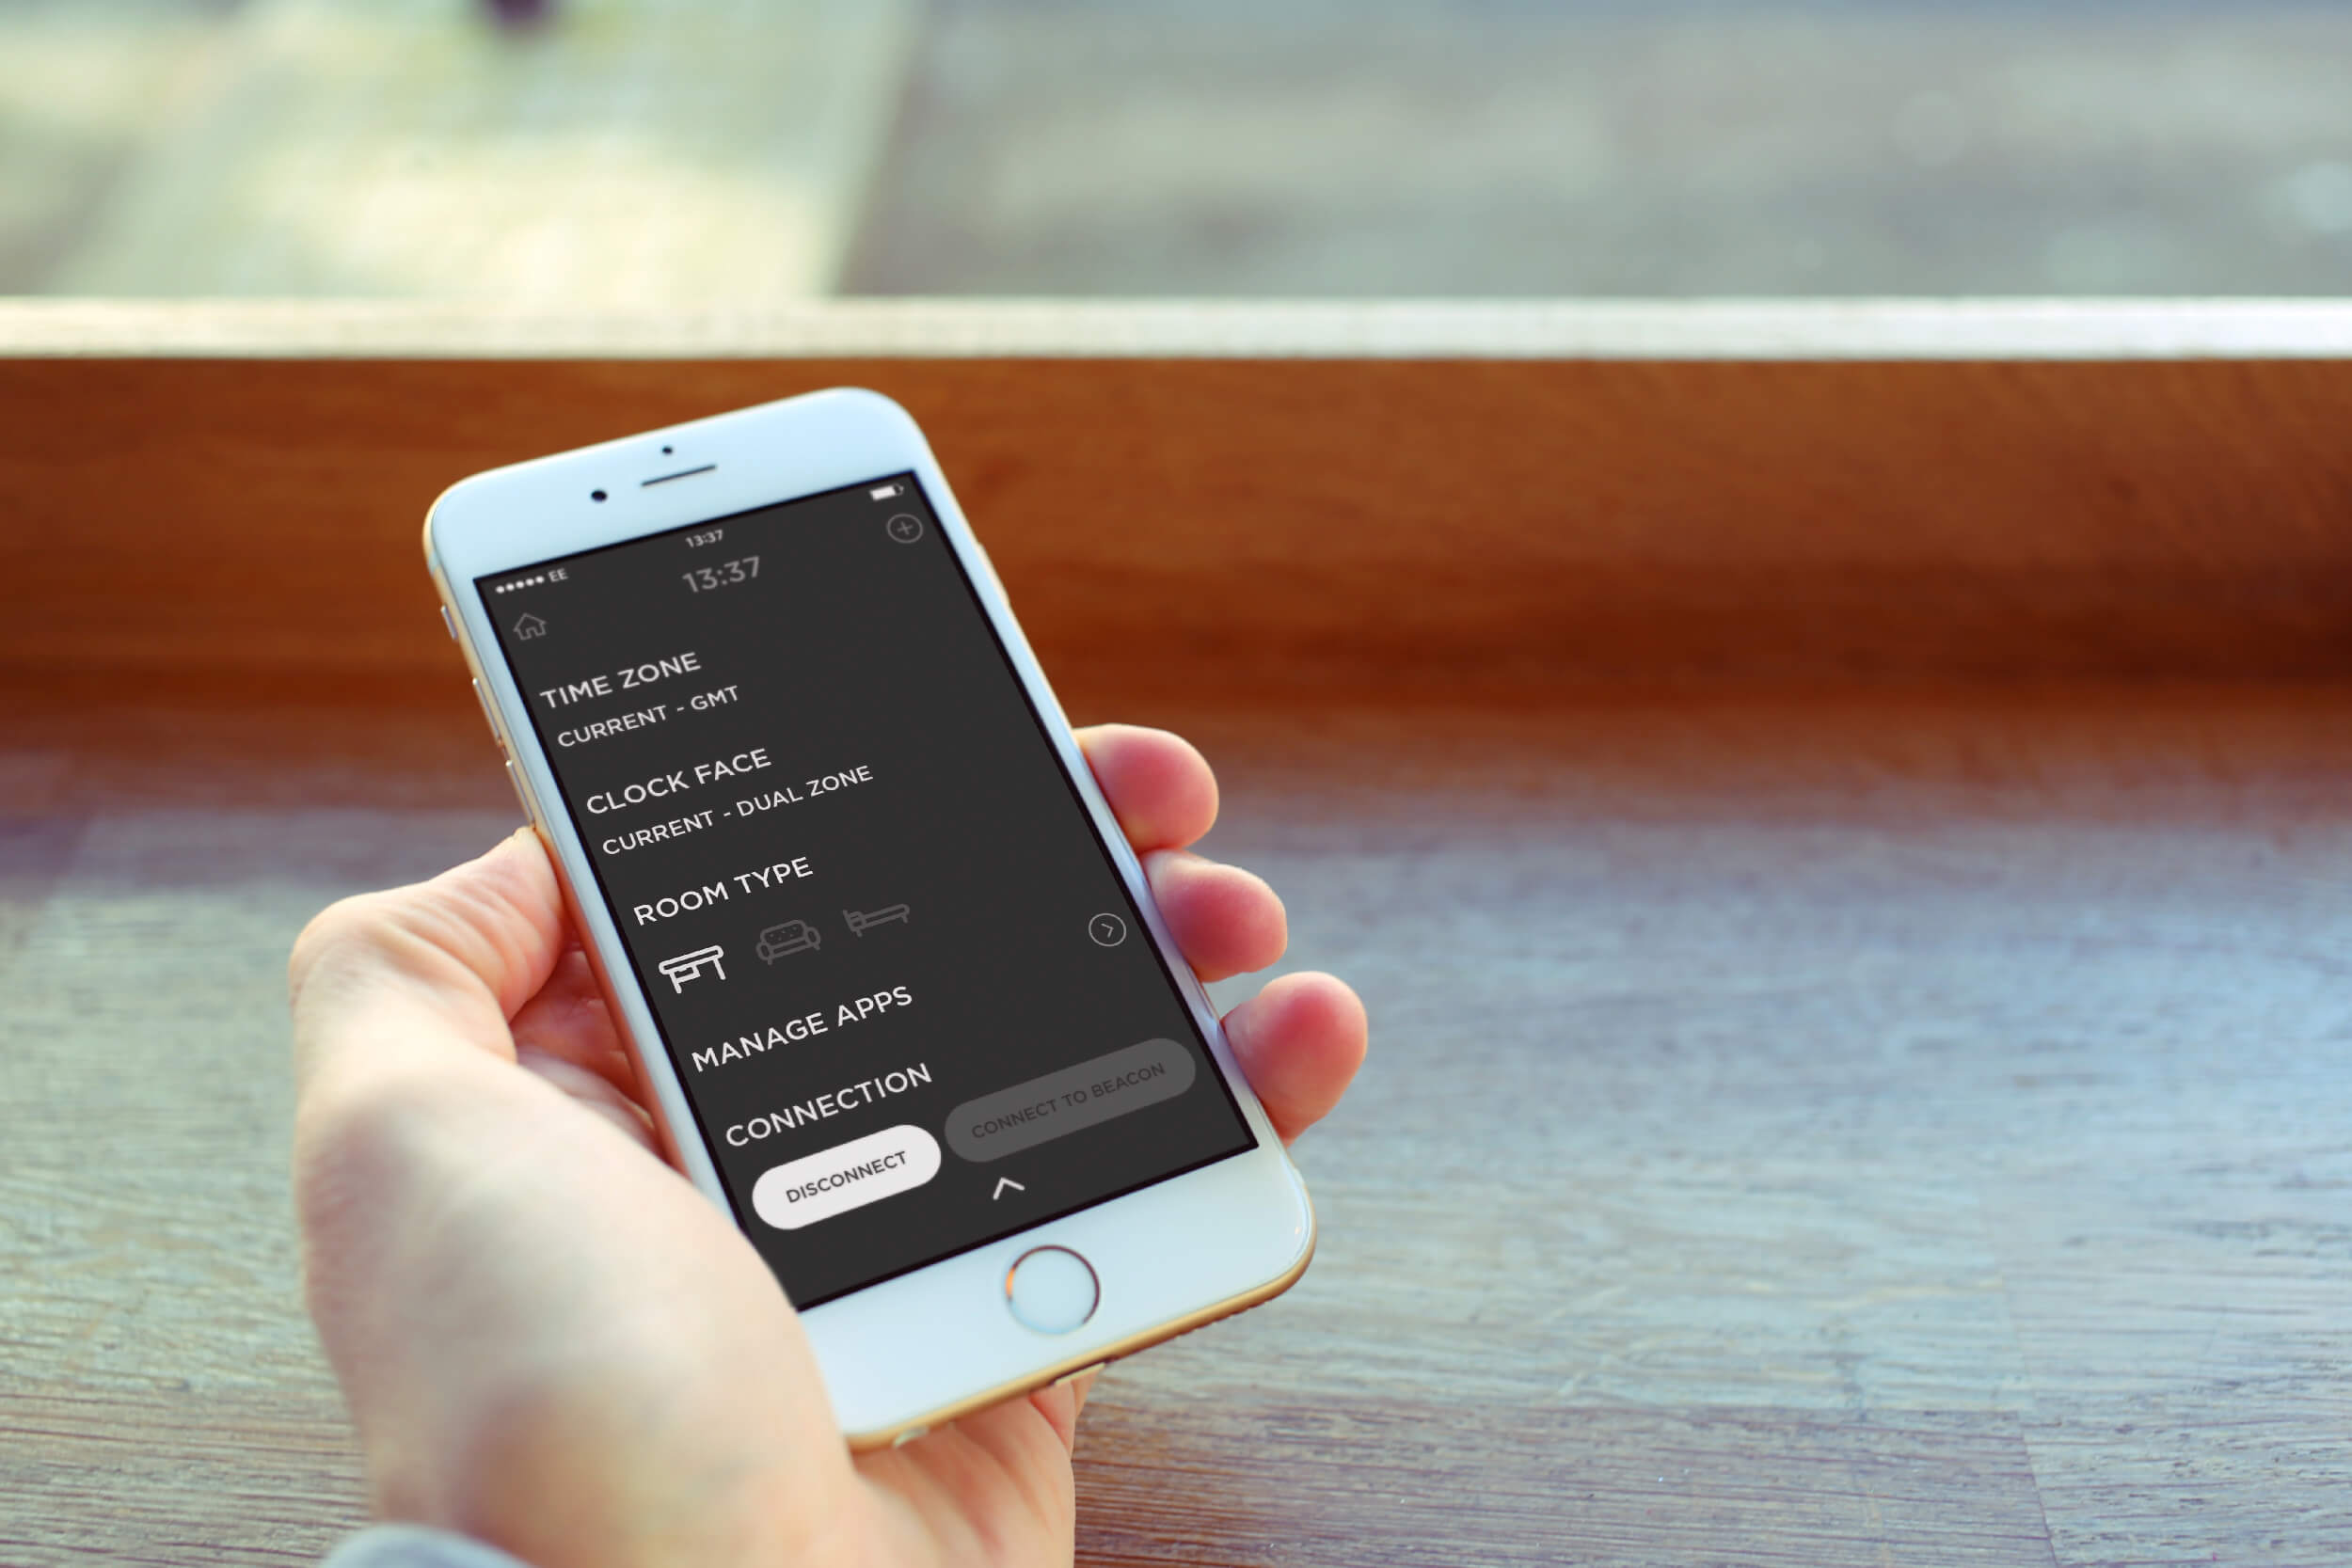 ●●●●● EE
13:37
13:37
TIME ZONE
CURRENT - GMT
CLOCK FACE
CURRENT - DUAL ZONE
ROOM TYPE
MANAGE APPS
CONNECTION
DISCONNECT
CONNECT TO BEACON